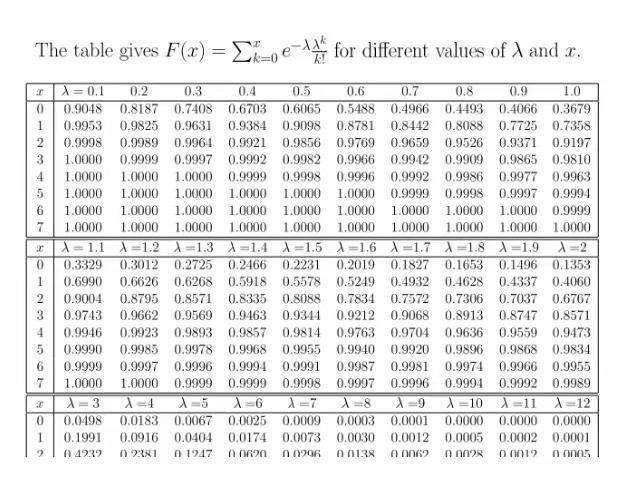 The table gives F(x) = ∑ˣₖ₌₀ e^−λ λ^k/k! for different values of λ and x.
x λ = 0.1 0.2 0.3 0.4 0.5 0.6 0.7 0.8 0.9 1.0
0 0.9048 0.8187 0.7408 0.6703 0.6065 0.5488 0.4966 0.4493 0.4066 0.3679
1 0.9953 0.9825 0.9631 0.9384 0.9098 0.8781 0.8442 0.8088 0.7725 0.7358
2 0.9998 0.9989 0.9964 0.9921 0.9856 0.9769 0.9659 0.9526 0.9371 0.9197
3 1.0000 0.9999 0.9997 0.9992 0.9982 0.9966 0.9942 0.9909 0.9865 0.9810
4 1.0000 1.0000 1.0000 0.9999 0.9998 0.9996 0.9992 0.9986 0.9977 0.9963
5 1.0000 1.0000 1.0000 1.0000 1.0000 1.0000 0.9999 0.9998 0.9997 0.9994
6 1.0000 1.0000 1.0000 1.0000 1.0000 1.0000 1.0000 1.0000 1.0000 0.9999
7 1.0000 1.0000 1.0000 1.0000 1.0000 1.0000 1.0000 1.0000 1.0000 1.0000
x λ = 1.1 λ =1.2 λ =1.3 λ =1.4 λ =1.5 λ =1.6 λ =1.7 λ =1.8 λ =1.9 λ =2
0 0.3329 0.3012 0.2725 0.2466 0.2231 0.2019 0.1827 0.1653 0.1496 0.1353
1 0.6990 0.6626 0.6268 0.5918 0.5578 0.5249 0.4932 0.4628 0.4337 0.4060
2 0.9004 0.8795 0.8571 0.8335 0.8088 0.7834 0.7572 0.7306 0.7037 0.6767
3 0.9743 0.9662 0.9569 0.9463 0.9344 0.9212 0.9068 0.8913 0.8747 0.8571
4 0.9946 0.9923 0.9893 0.9857 0.9814 0.9763 0.9704 0.9636 0.9559 0.9473
5 0.9990 0.9985 0.9978 0.9968 0.9955 0.9940 0.9920 0.9896 0.9868 0.9834
6 0.9999 0.9997 0.9996 0.9994 0.9991 0.9987 0.9981 0.9974 0.9966 0.9955
7 1.0000 1.0000 0.9999 0.9999 0.9998 0.9997 0.9996 0.9994 0.9992 0.9989
x λ = 3 λ =4 λ =5 λ =6 λ =7 λ =8 λ =9 λ =10 λ =11 λ =12
0 0.0498 0.0183 0.0067 0.0025 0.0009 0.0003 0.0001 0.0000 0.0000 0.0000
1 0.1991 0.0916 0.0404 0.0174 0.0073 0.0030 0.0012 0.0005 0.0002 0.0001
2 0.4232 0.2381 0.1247 0.0620 0.0296 0.0138 0.0062 0.0028 0.0012 0.0005